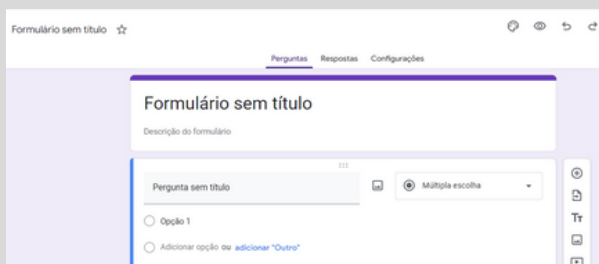 Formulário sem título
Perguntas Respostas Configurações
Formulário sem título
Descrição do formulário
Pergunta sem título
Múltipla escolha
Opção 1
Adicionar opção ou adicionar "Outro"
Tт